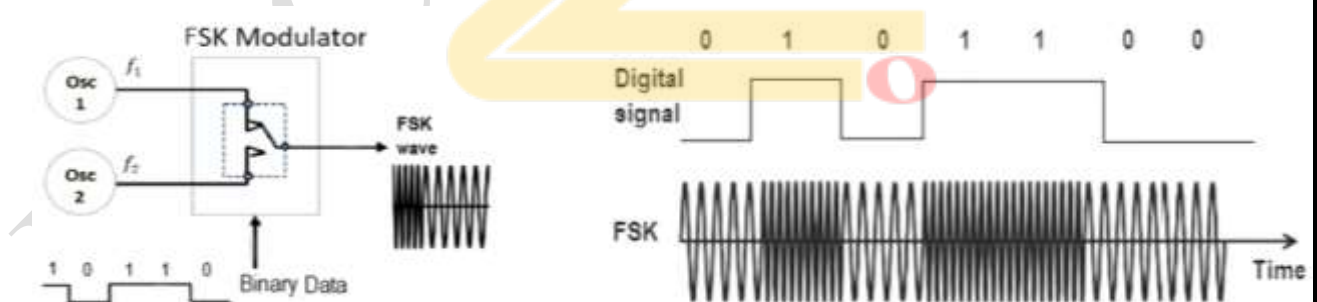 FSK Modulator
Osc
1
f1
Osc
2
f2
FSK
wave
1 0 1 1 0
Binary Data
0 1 0 1 1 0 0
Digital
signal
FSK
Time